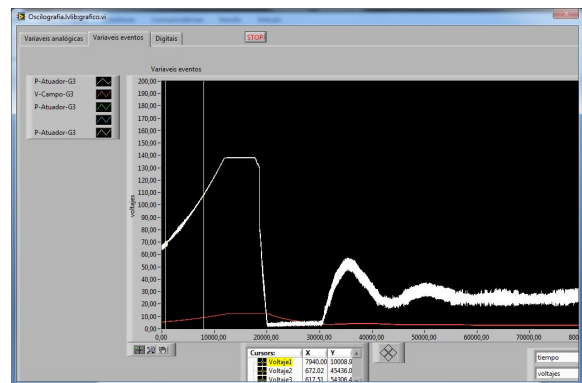 Oscilografia.lvlib:grafico.vi
Variaveis analógicas Variaveis eventos Digitais STOP
Variaveis eventos
P-Atuador-G3
V-Campo-G3
P-Atuador-G3
P-Atuador-G3
voltajes
200,00
190,00
180,00
170,00
160,00
150,00
140,00
130,00
120,00
110,00
100,00
90,00
80,00
70,00
60,00
50,00
40,00
30,00
20,00
10,00
0,00
0,00 10000,00 20000,00 30000,00 40000,00 50000,00 60000,00 70000,00 800
Cursors: X Y
Voltaje1 7940.00 10008.9
Voltaje2 672.02 45436.0
Voltaje3 617.51 54306.4
tiempo
voltajes